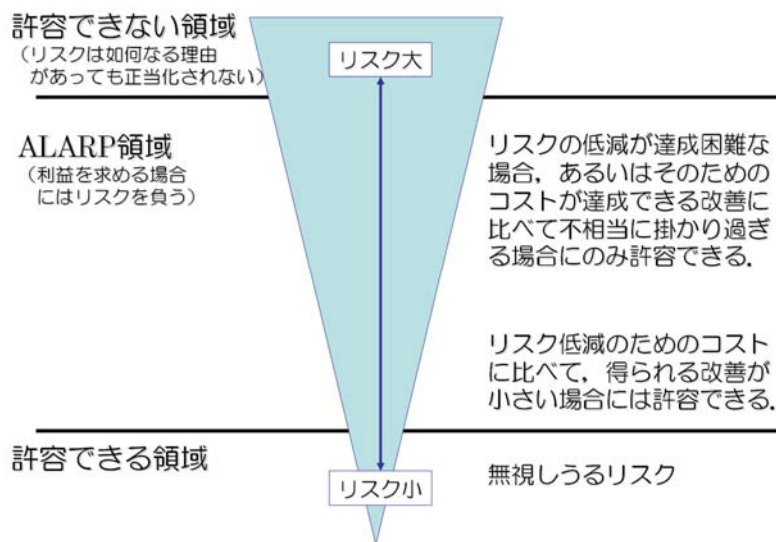 許容できない領域
（リスクは如何なる理由
があっても正当化されない）
リスク大
ALARP領域
（利益を求める場合
にはリスクを負う）
リスクの低減が達成困難な
場合，あるいはそのための
コストが達成できる改善に
比べて不相当に掛かり過ぎ
る場合にのみ許容できる．
リスク低減のためのコスト
に比べて，得られる改善が
小さい場合には許容できる．
許容できる領域
リスク小
無視しうるリスク